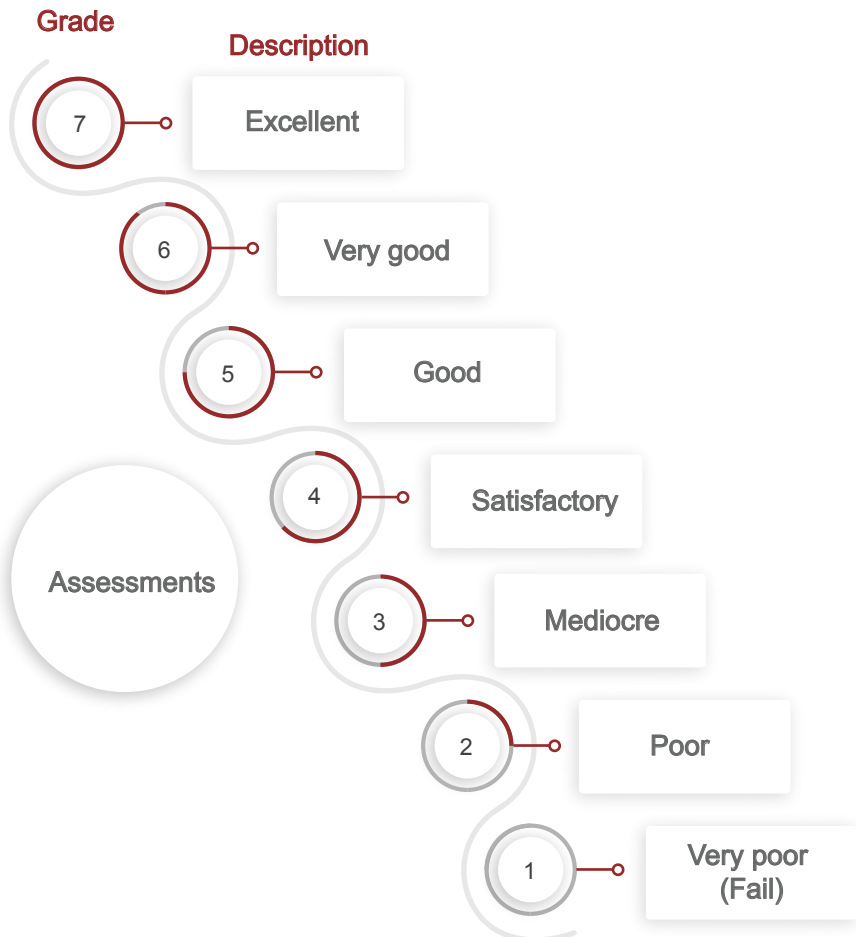 Grade
Description
7
Excellent
6
Very good
5
Good
4
Satisfactory
Assessments
3
Mediocre
2
Poor
1
Very poor
(Fail)